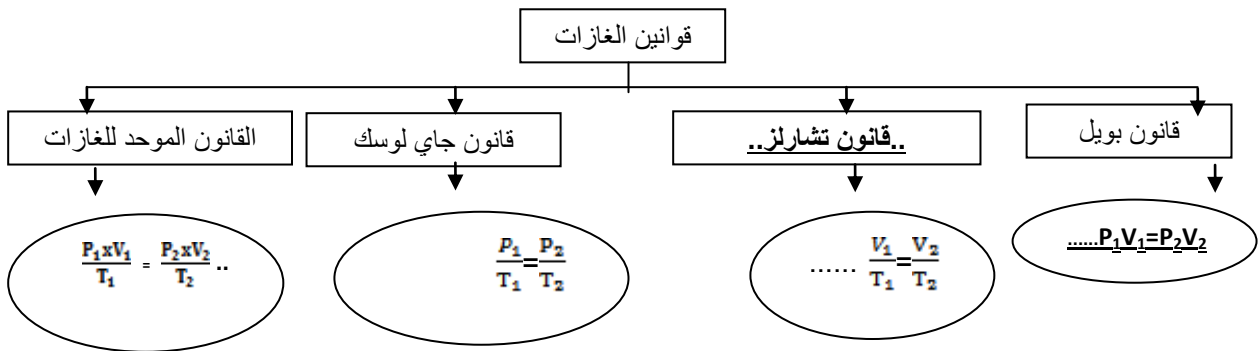 قوانين الغازات
قانون بويل
..قانون تشارلز..
قانون جاي لوسك
القانون الموحد للغازات
......P₁V₁=P₂V₂
...... V₁/T₁=V₂/T₂
P₁/T₁=P₂/T₂
P₁xV₁/T₁ = P₂xV₂/T₂ ..